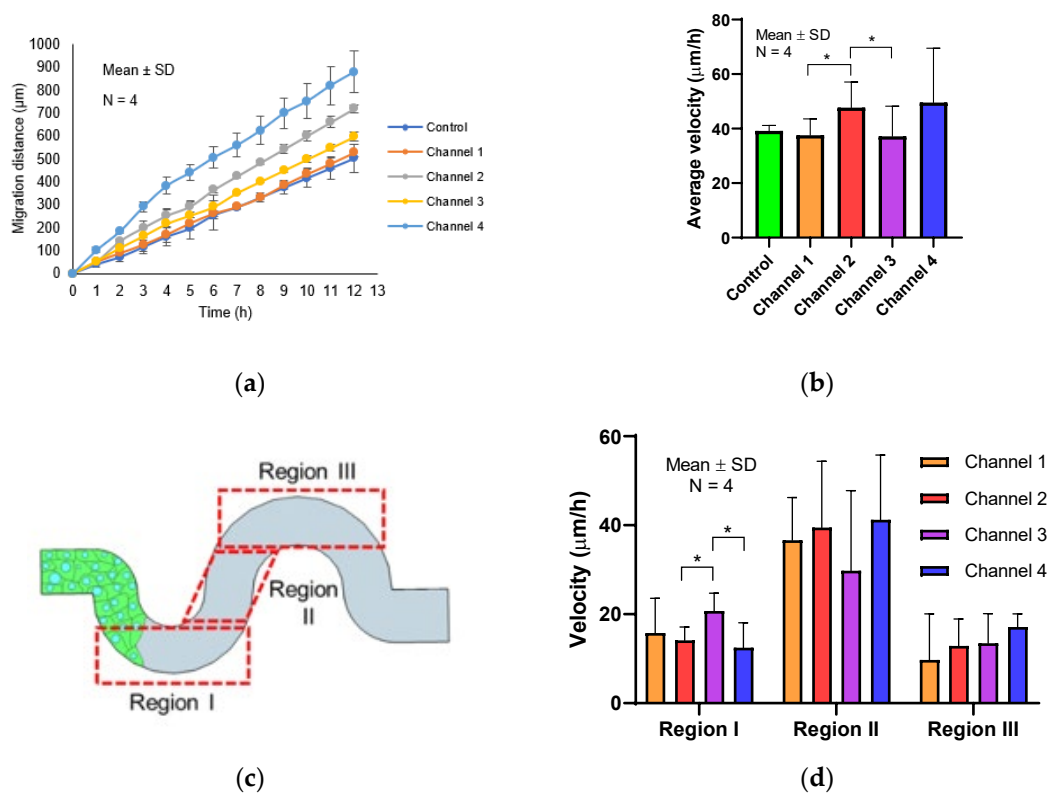 1000
900
800
700
600
500
400
300
200
100
0
Migration distance (µm)
Mean ± SD
N = 4
0 1 2 3 4 5 6 7 8 9 10 11 12 13
Time (h)
Control
Channel 1
Channel 2
Channel 3
Channel 4
(a)
80
60
40
20
0
Average velocity (µm/h)
Mean ± SD
N = 4
*
*
Control
Channel 1
Channel 2
Channel 3
Channel 4
(b)
Region III
Region
II
Region I
(c)
60
40
20
0
Velocity (µm/h)
Mean ± SD
N = 4
*
*
Channel 1
Channel 2
Channel 3
Channel 4
Region I Region II Region III
(d)